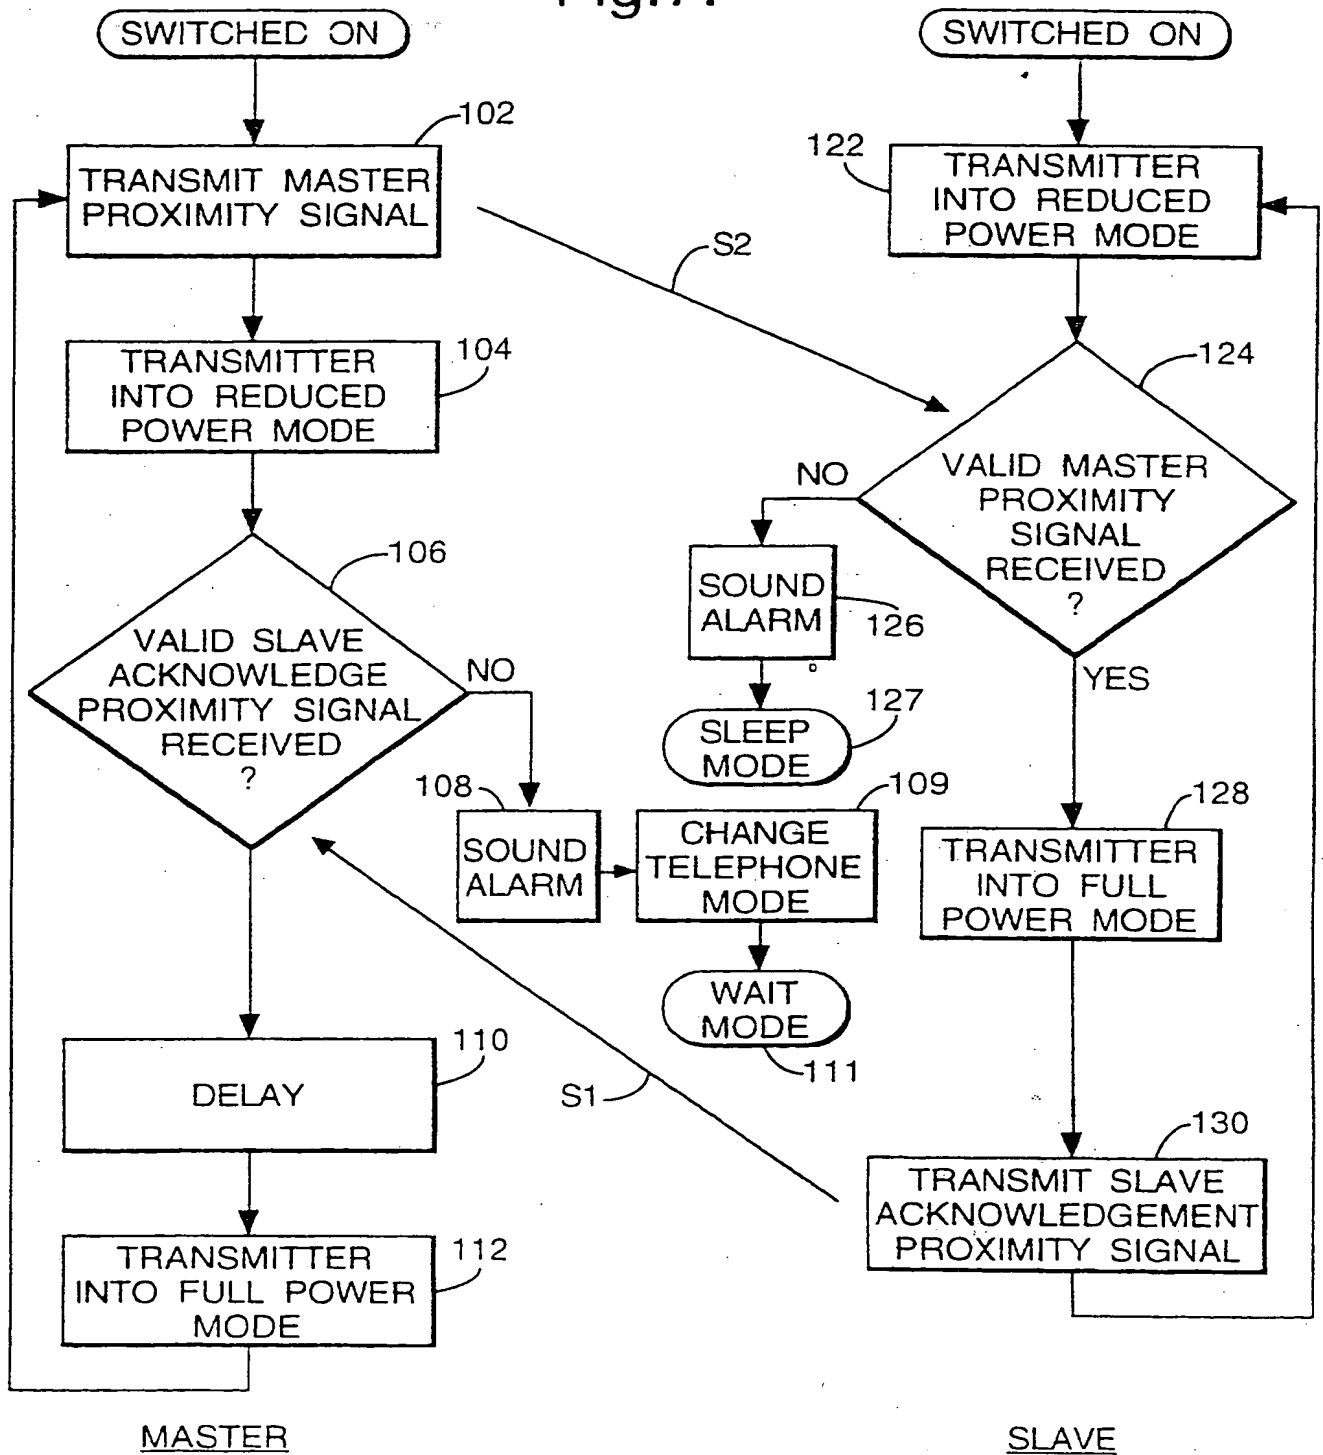 SWITCHED ON
102
TRANSMIT MASTER
PROXIMITY SIGNAL
104
TRANSMITTER
INTO REDUCED
POWER MODE
106
VALID SLAVE
ACKNOWLEDGE
PROXIMITY SIGNAL
RECEIVED
?
NO
108
SOUND
ALARM
109
CHANGE
TELEPHONE
MODE
WAIT
MODE
111
110
DELAY
112
TRANSMITTER
INTO FULL POWER
MODE
MASTER
S2
S1
SWITCHED ON
122
TRANSMITTER
INTO REDUCED
POWER MODE
124
VALID MASTER
PROXIMITY
SIGNAL
RECEIVED
?
NO
SOUND
ALARM
126
127
SLEEP
MODE
YES
128
TRANSMITTER
INTO FULL
POWER MODE
130
TRANSMIT SLAVE
ACKNOWLEDGEMENT
PROXIMITY SIGNAL
SLAVE